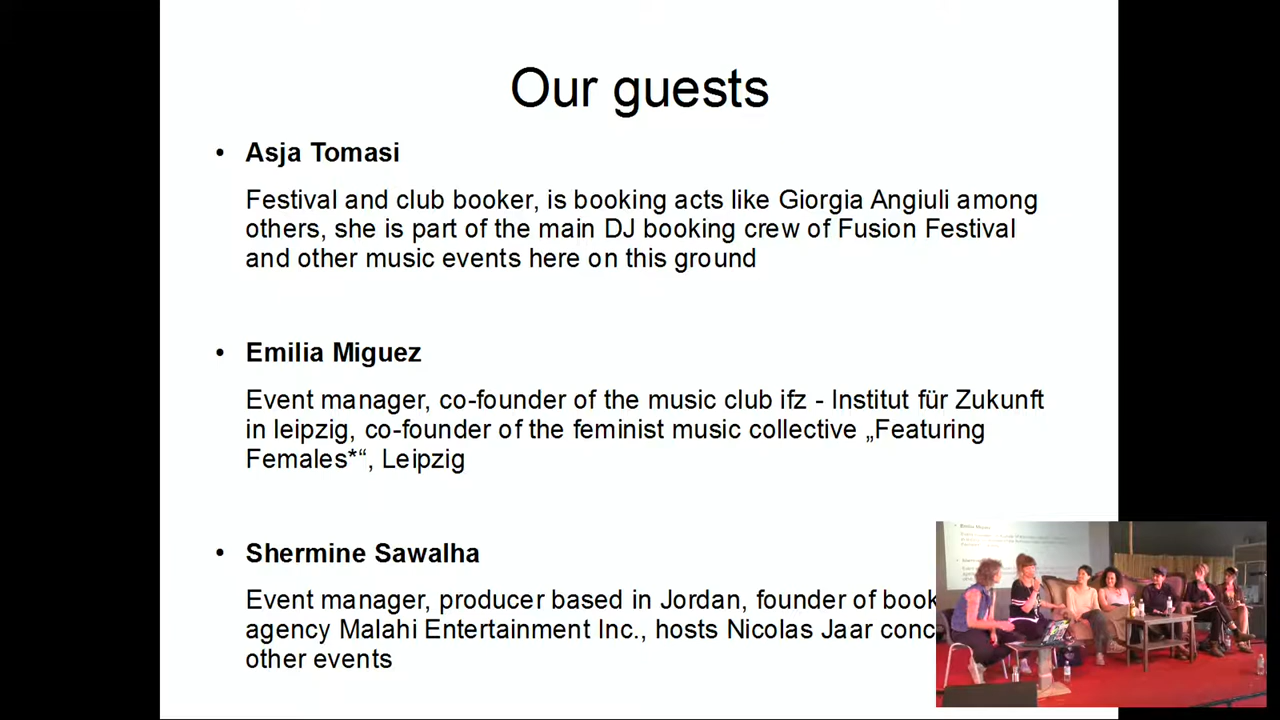 Our guests
• Asja Tomasi
Festival and club booker, is booking acts like Giorgia Angiuli among
others, she is part of the main DJ booking crew of Fusion Festival
and other music events here on this ground
• Emilia Miguez
Event manager, co-founder of the music club ifz - Institut für Zukunft
in leipzig, co-founder of the feminist music collective „Featuring
Females*“, Leipzig
• Shermine Sawalha
Event manager, producer based in Jordan, founder of book
agency Malahi Entertainment Inc., hosts Nicolas Jaar conc
other events